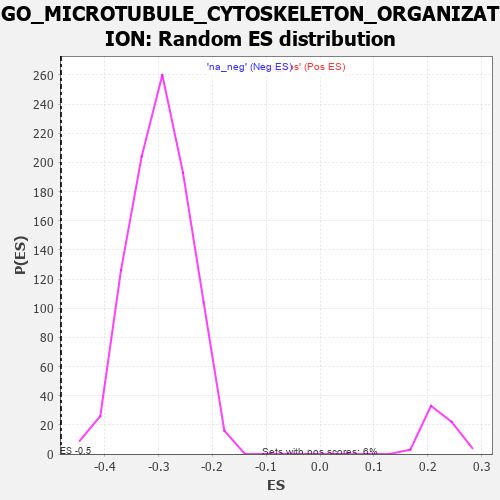 GO_MICROTUBULE_CYTOSKELETON_ORGANIZAT
ION: Random ES distribution
'na_neg' (Neg ES)
s' (Pos ES)
260
240
220
200
180
160
140
120
100
80
60
40
20
0
P(ES)
ES -0.5
Sets with pos scores: 6%
-0.4
-0.3
-0.2
-0.1
0.0
0.1
0.2
0.3
ES